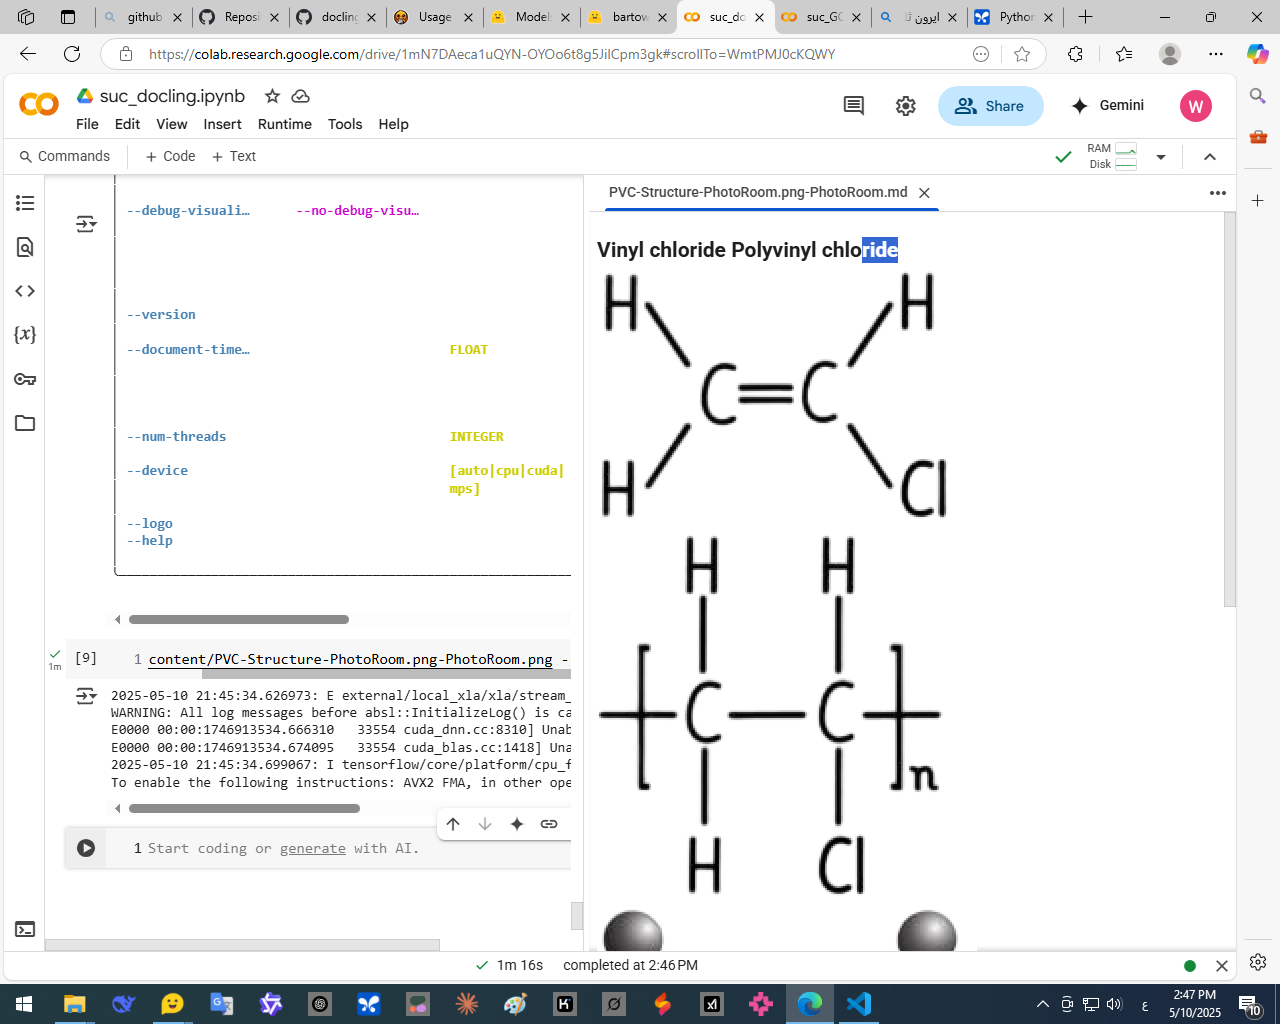 github
Reposi
docling
Usage
Models
bartow
suc_do
suc_GC
ايرون تا
Python
https://colab.research.google.com/drive/1mN7DAeca1uQYN-OYOo6t8g5JilCpm3gk#scrollTo=WmtPMJ0cKQWY
suc_docling.ipynb
File Edit View Insert Runtime Tools Help
Share
Gemini
W
Commands
+ Code + Text
RAM
Disk
--debug-visuali… --no-debug-visu…
--version
--document-time… FLOAT
--num-threads INTEGER
--device [auto|cpu|cuda|
mps]
--logo
--help
1m
[9]
1 content/PVC-Structure-PhotoRoom.png-PhotoRoom.png -
2025-05-10 21:45:34.626973: E external/local_xla/xla/stream_
WARNING: All log messages before absl::InitializeLog() is ca
E0000 00:00:1746913534.666310 33554 cuda_dnn.cc:8310] Unab
E0000 00:00:1746913534.674095 33554 cuda_blas.cc:1418] Una
2025-05-10 21:45:34.699067: I tensorflow/core/platform/cpu_f
To enable the following instructions: AVX2 FMA, in other ope
1 Start coding or generate with AI.
PVC-Structure-PhotoRoom.png-PhotoRoom.md
Vinyl chloride Polyvinyl chloride
H H
C C
H Cl
H H
C C
n
H Cl
1m 16s completed at 2:46 PM
ع
2:47 PM
5/10/2025
10